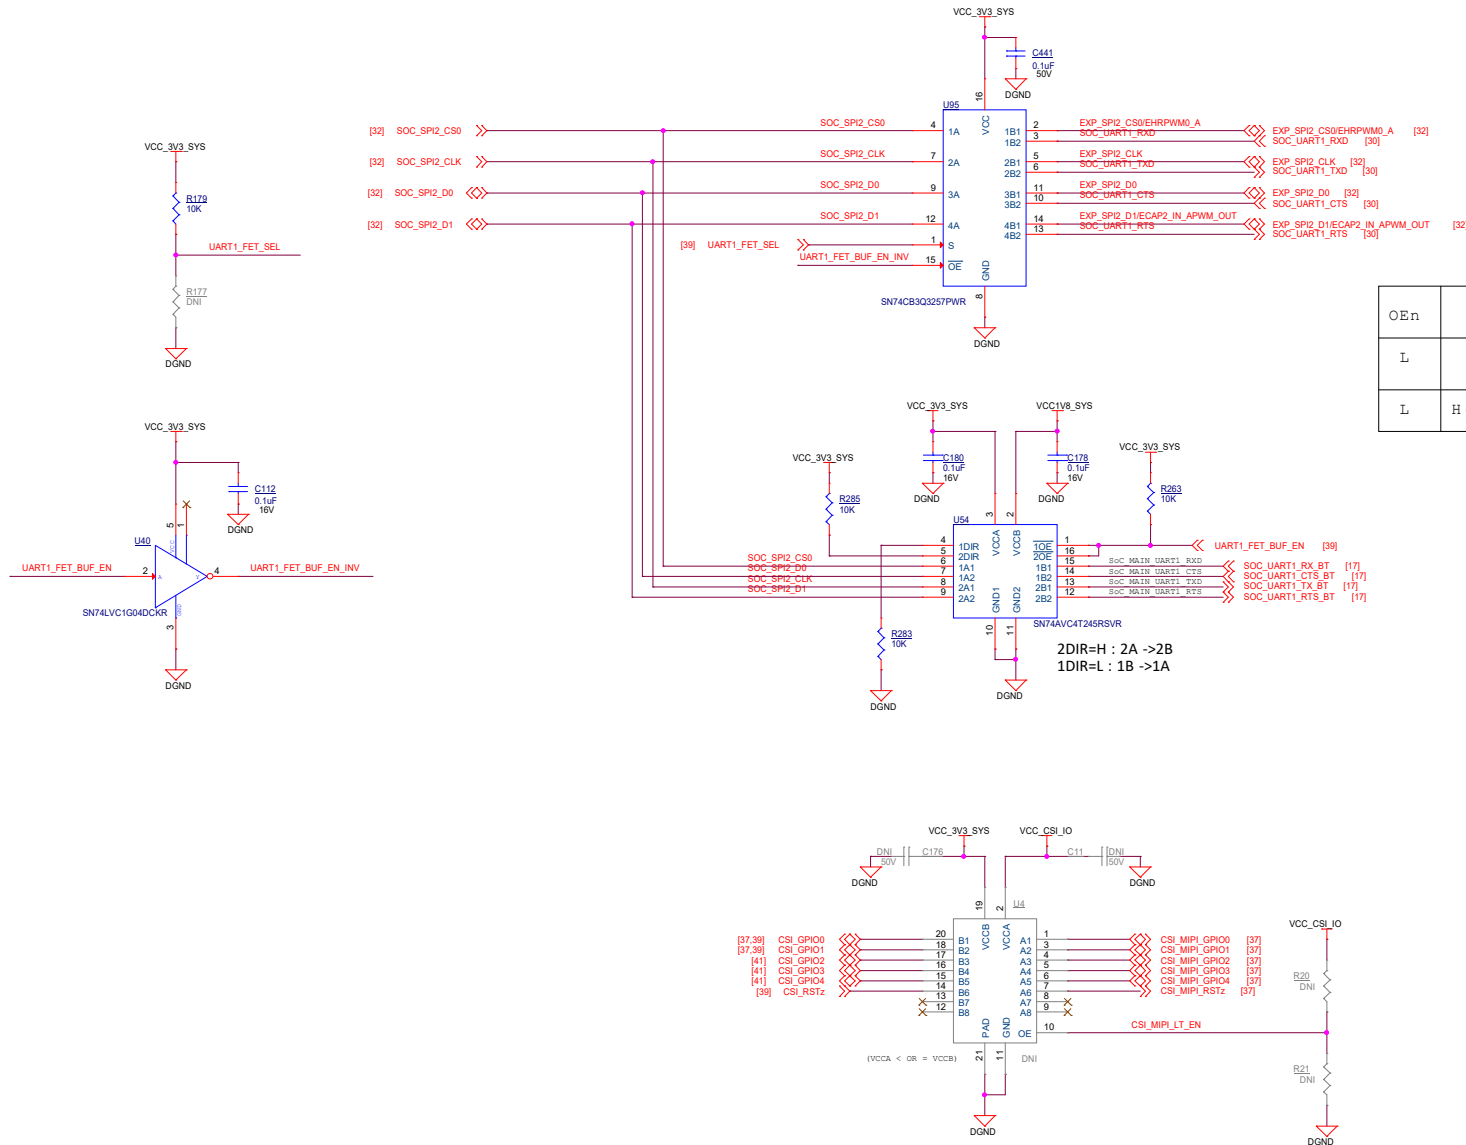 VCC_3V3_SYS
C441
0.1uF
50V
DGND
16
U95
VCC
[32] SOC_SPI2_CS0
SOC_SPI2_CS0
4 1A
1B1 2
EXP_SPI2_CS0/EHRPWM0_A
EXP_SPI2_CS0/EHRPWM0_A [32]
1B2 3
SOC_UART1_RXD
SOC_UART1_RXD [30]
[32] SOC_SPI2_CLK
SOC_SPI2_CLK
7 2A
2B1 5
EXP_SPI2_CLK
EXP_SPI2_CLK [32]
2B2 6
SOC_UART1_TXD
SOC_UART1_TXD [30]
[32] SOC_SPI2_D0
SOC_SPI2_D0
9 3A
3B1 11
EXP_SPI2_D0
EXP_SPI2_D0 [32]
3B2 10
SOC_UART1_CTS
SOC_UART1_CTS [30]
[32] SOC_SPI2_D1
SOC_SPI2_D1
12 4A
4B1 14
EXP_SPI2_D1/ECAP2_IN_APWM_OUT
EXP_SPI2_D1/ECAP2_IN_APWM_OUT [32]
4B2 13
SOC_UART1_RTS
SOC_UART1_RTS [30]
[39] UART1_FET_SEL
1 S
UART1_FET_BUF_EN_INV
15 OE
GND
8
SN74CB3Q3257PWR
DGND
VCC_3V3_SYS
R179
10K
UART1_FET_SEL
R177
DNI
DGND
OEn
L
L H
VCC_3V3_SYS
C112
0.1uF
16V
DGND
5
1
U40
VCC
UART1_FET_BUF_EN
2 A
Y 4
UART1_FET_BUF_EN_INV
GND
SN74LVC1G04DCKR
3
DGND
VCC_3V3_SYS
VCC1V8_SYS
C180
0.1uF
16V
DGND
C178
0.1uF
16V
DGND
VCC_3V3_SYS
R285
10K
VCC_3V3_SYS
R263
10K
U54
3
2
VCCA
VCCB
4 1DIR
5 2DIR
SOC_SPI2_CS0
6 1A1
SOC_SPI2_D0
7 1A2
SOC_SPI2_CLK
8 2A1
SOC_SPI2_D1
9 2A2
1OE 1
UART1_FET_BUF_EN [39]
2OE 16
1B1 15
SoC_MAIN_UART1_RXD
SOC_UART1_RX_BT [17]
1B2 14
SoC_MAIN_UART1_CTS
SOC_UART1_CTS_BT [17]
2B1 13
SoC_MAIN_UART1_TXD
SOC_UART1_TX_BT [17]
2B2 12
SoC_MAIN_UART1_RTS
SOC_UART1_RTS_BT [17]
GND1
GND2
10
11
SN74AVC4T245RSVR
R283
10K
DGND
DGND
2DIR=H : 2A ->2B
1DIR=L : 1B ->1A
VCC_3V3_SYS
VCC_CSI_IO
DNI
50V
C176
DGND
C11
DNI
50V
DGND
19
2
U4
VCCB
VCCA
[37,39] CSI_GPIO0
20 B1
A1 1
CSI_MIPI_GPIO0 [37]
[37,39] CSI_GPIO1
18 B2
A2 3
CSI_MIPI_GPIO1 [37]
[41] CSI_GPIO2
17 B3
A3 4
CSI_MIPI_GPIO2 [37]
[41] CSI_GPIO3
16 B4
A4 5
CSI_MIPI_GPIO3 [37]
[41] CSI_GPIO4
15 B5
A5 6
CSI_MIPI_GPIO4 [37]
[39] CSI_RSTz
14 B6
A6 7
CSI_MIPI_RSTz [37]
13 B7
A7 8
12 B8
A8 9
OE 10
CSI_MIPI_LT_EN
PAD
GND
21
11
(VCCA < OR = VCCB)
DNI
DGND
VCC_CSI_IO
R20
DNI
R21
DNI
DGND